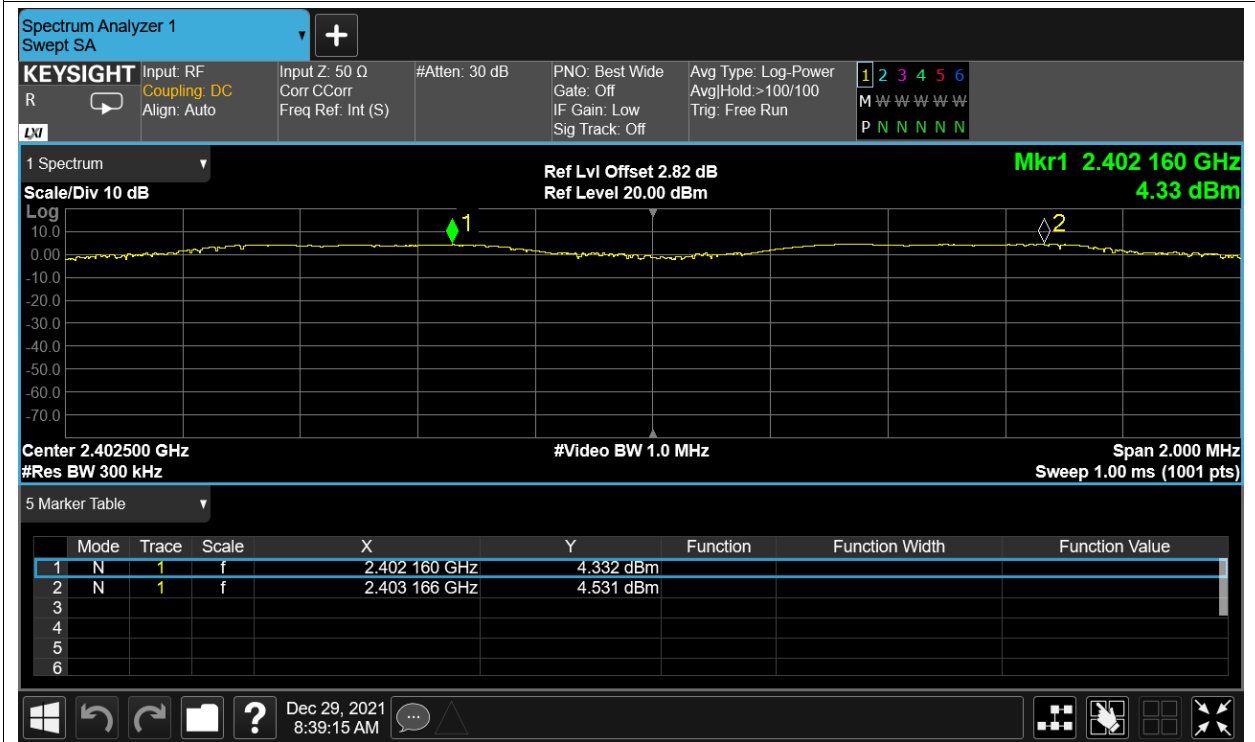 Spectrum Analyzer 1
Swept SA
+
KEYSIGHT Input: RF Input Z: 50 Ω #Atten: 30 dB PNO: Best Wide Avg Type: Log-Power 1 2 3 4 5 6
R Coupling: DC Corr CCorr Gate: Off Avg|Hold:>100/100 M W W W W W
Align: Auto Freq Ref: Int (S) IF Gain: Low Trig: Free Run
LXI Sig Track: Off P N N N N N N
1 Spectrum Ref Lvl Offset 2.82 dB Mkr1 2.402 160 GHz
Scale/Div 10 dB Ref Level 20.00 dBm 4.33 dBm
Log
1 2
10.0
0.00
-10.0
-20.0
-30.0
-40.0
-50.0
-60.0
-70.0
Center 2.402500 GHz #Video BW 1.0 MHz Span 2.000 MHz
#Res BW 300 kHz Sweep 1.00 ms (1001 pts)
5 Marker Table
Mode Trace Scale X Y Function Function Width Function Value
1 N 1 f 2.402 160 GHz 4.332 dBm
2 N 1 f 2.403 166 GHz 4.531 dBm
3
4
5
6
? Dec 29, 2021
8:39:15 AM